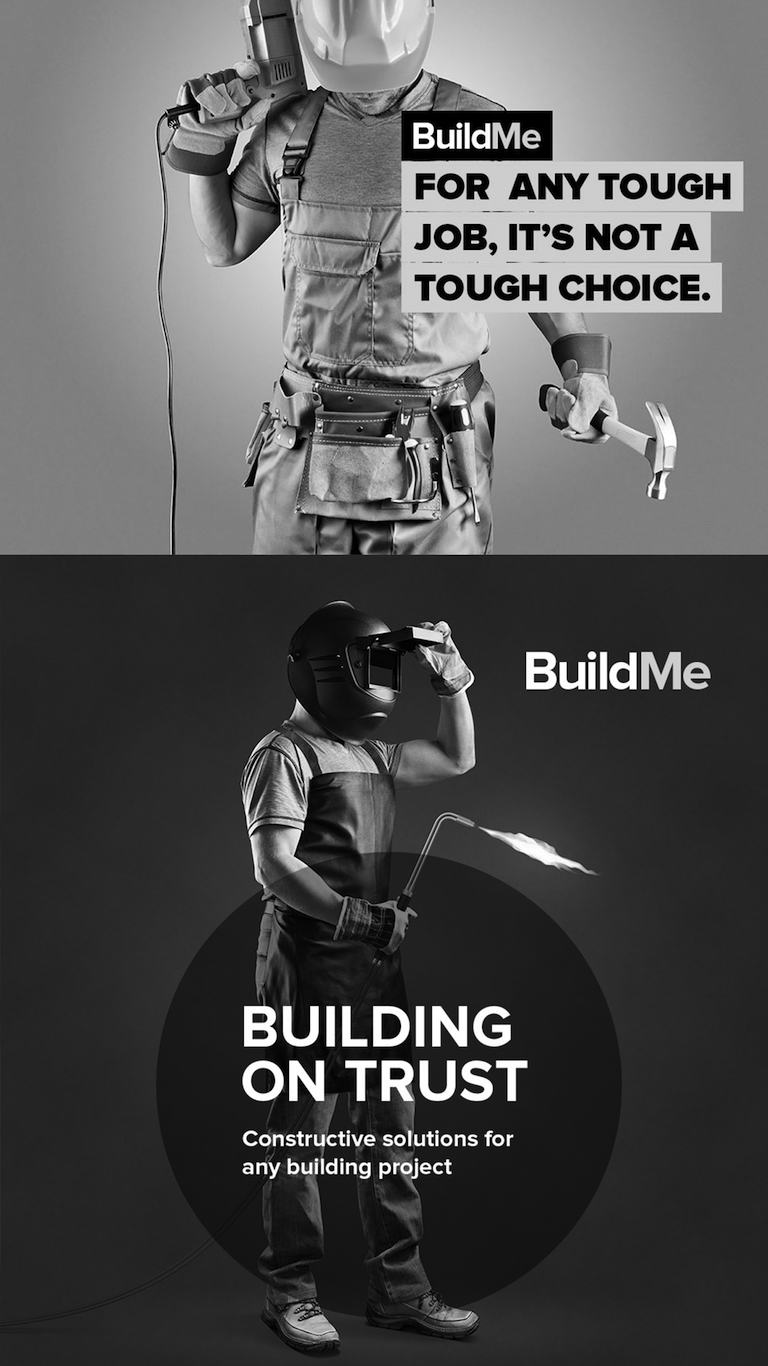 BuildMe
FOR ANY TOUGH
JOB, IT’S NOT A
TOUGH CHOICE.
BuildMe
BUILDING
ON TRUST
Constructive solutions for
any building project